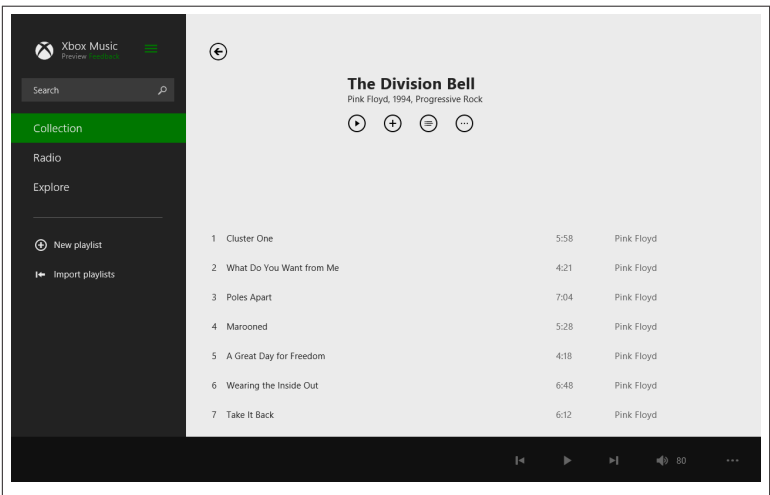 Xbox Music
Preview Feedback
Search
Collection
Radio
Explore
New playlist
Import playlists
The Division Bell
Pink Floyd, 1994, Progressive Rock
1 Cluster One 5:58 Pink Floyd
2 What Do You Want from Me 4:21 Pink Floyd
3 Poles Apart 7:04 Pink Floyd
4 Marooned 5:28 Pink Floyd
5 A Great Day for Freedom 4:18 Pink Floyd
6 Wearing the Inside Out 6:48 Pink Floyd
7 Take It Back 6:12 Pink Floyd
80